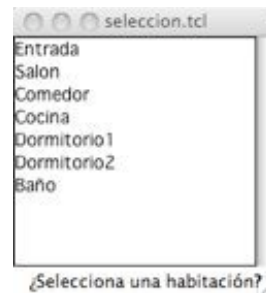 seleccion.tcl
Entrada
Salon
Comedor
Cocina
Dormitorio1
Dormitorio2
Baño
¿Selecciona una habitación?